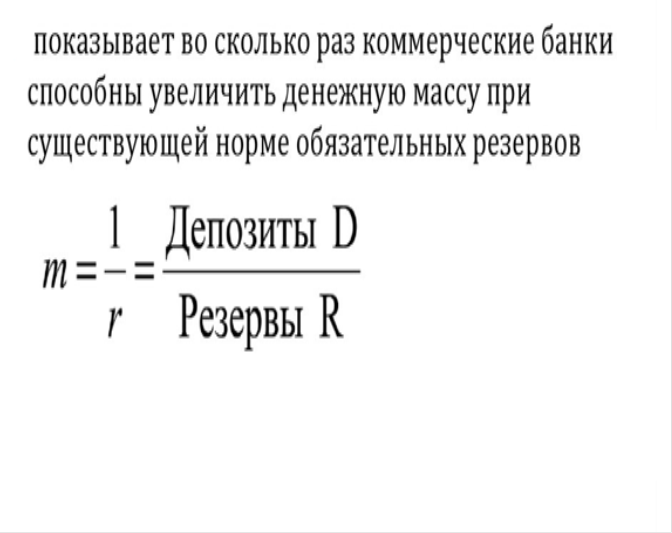 показывает во сколько раз коммерческие банки
способны увеличить денежную массу при
существующей норме обязательных резервов
m = 1/r = Депозиты D / Резервы R